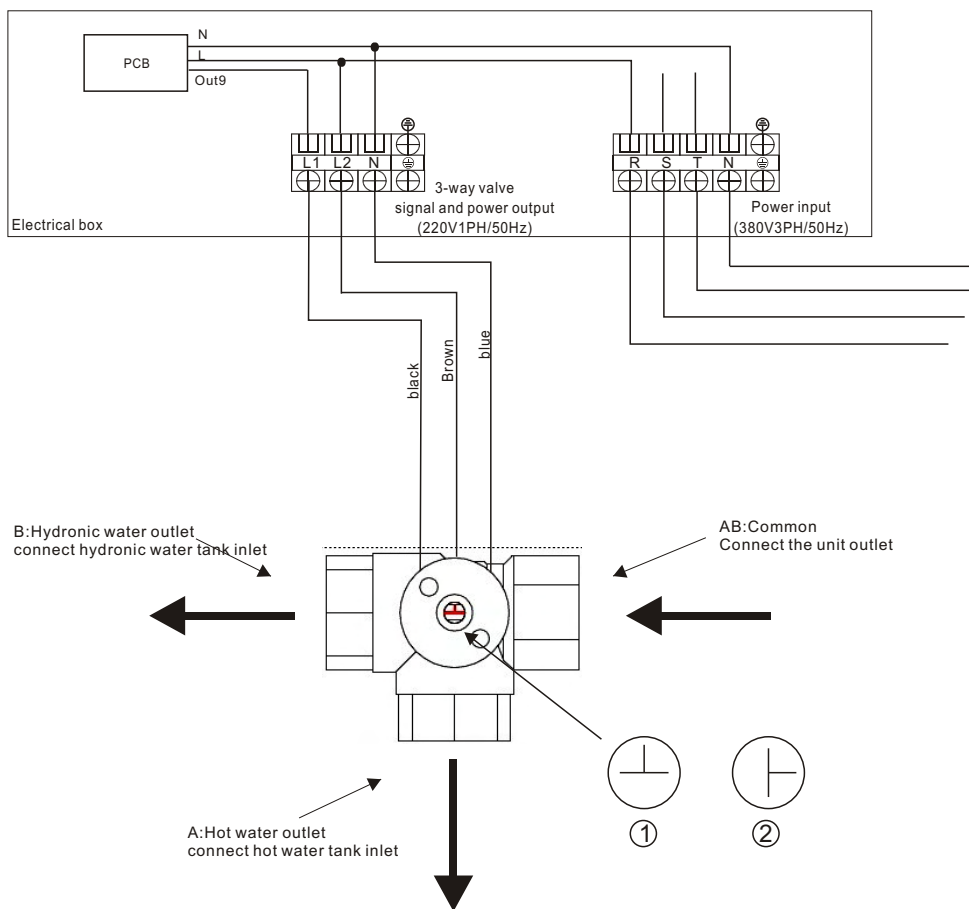 N
PCB
L
Out9
L1 L2 N
R S T N
3-way valve
signal and power output
(220V1PH/50Hz)
Power input
(380V3PH/50Hz)
Electrical box
black
Brown
blue
B:Hydronic water outlet
connect hydronic water tank inlet
AB:Common
Connect the unit outlet
A:Hot water outlet
connect hot water tank inlet
① ②